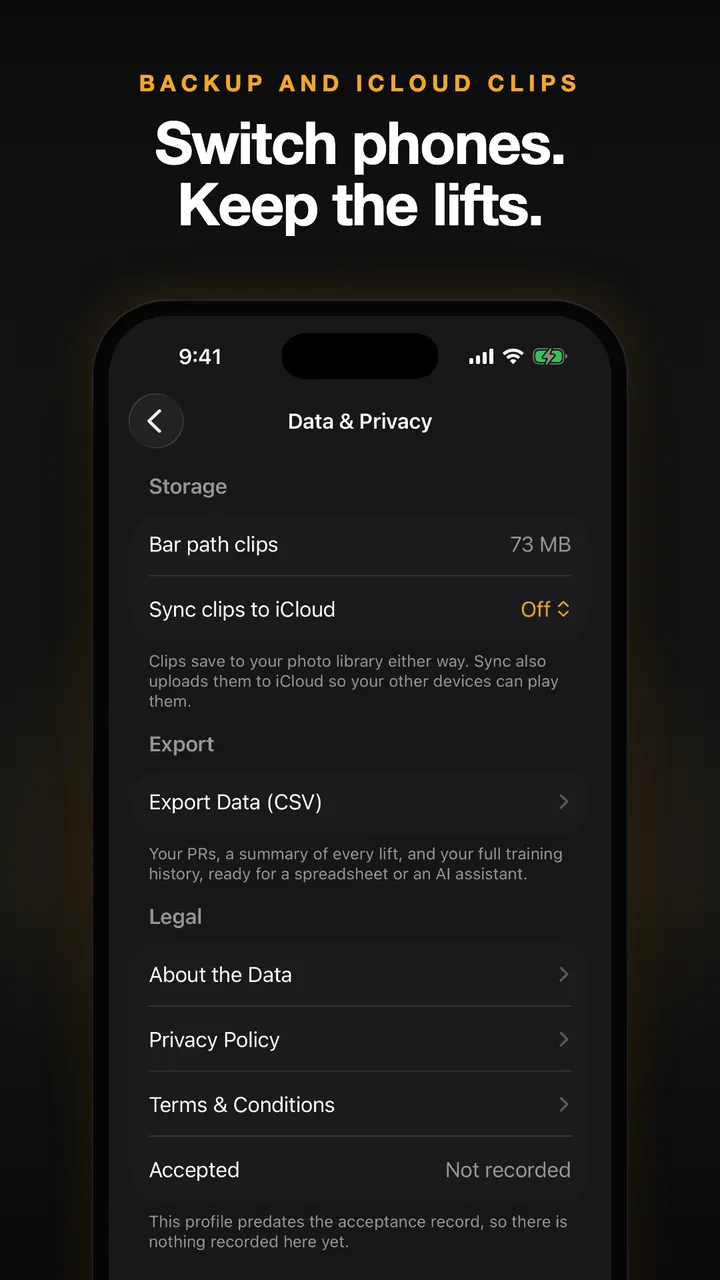 BACKUP AND ICLOUD CLIPS
Switch phones.
Keep the lifts.
9:41
Data & Privacy
Storage
Bar path clips
73 MB
Sync clips to iCloud
Off
Clips save to your photo library either way. Sync also
uploads them to iCloud so your other devices can play
them.
Export
Export Data (CSV)
Your PRs, a summary of every lift, and your full training
history, ready for a spreadsheet or an AI assistant.
Legal
About the Data
Privacy Policy
Terms & Conditions
Accepted
Not recorded
This profile predates the acceptance record, so there is
nothing recorded here yet.